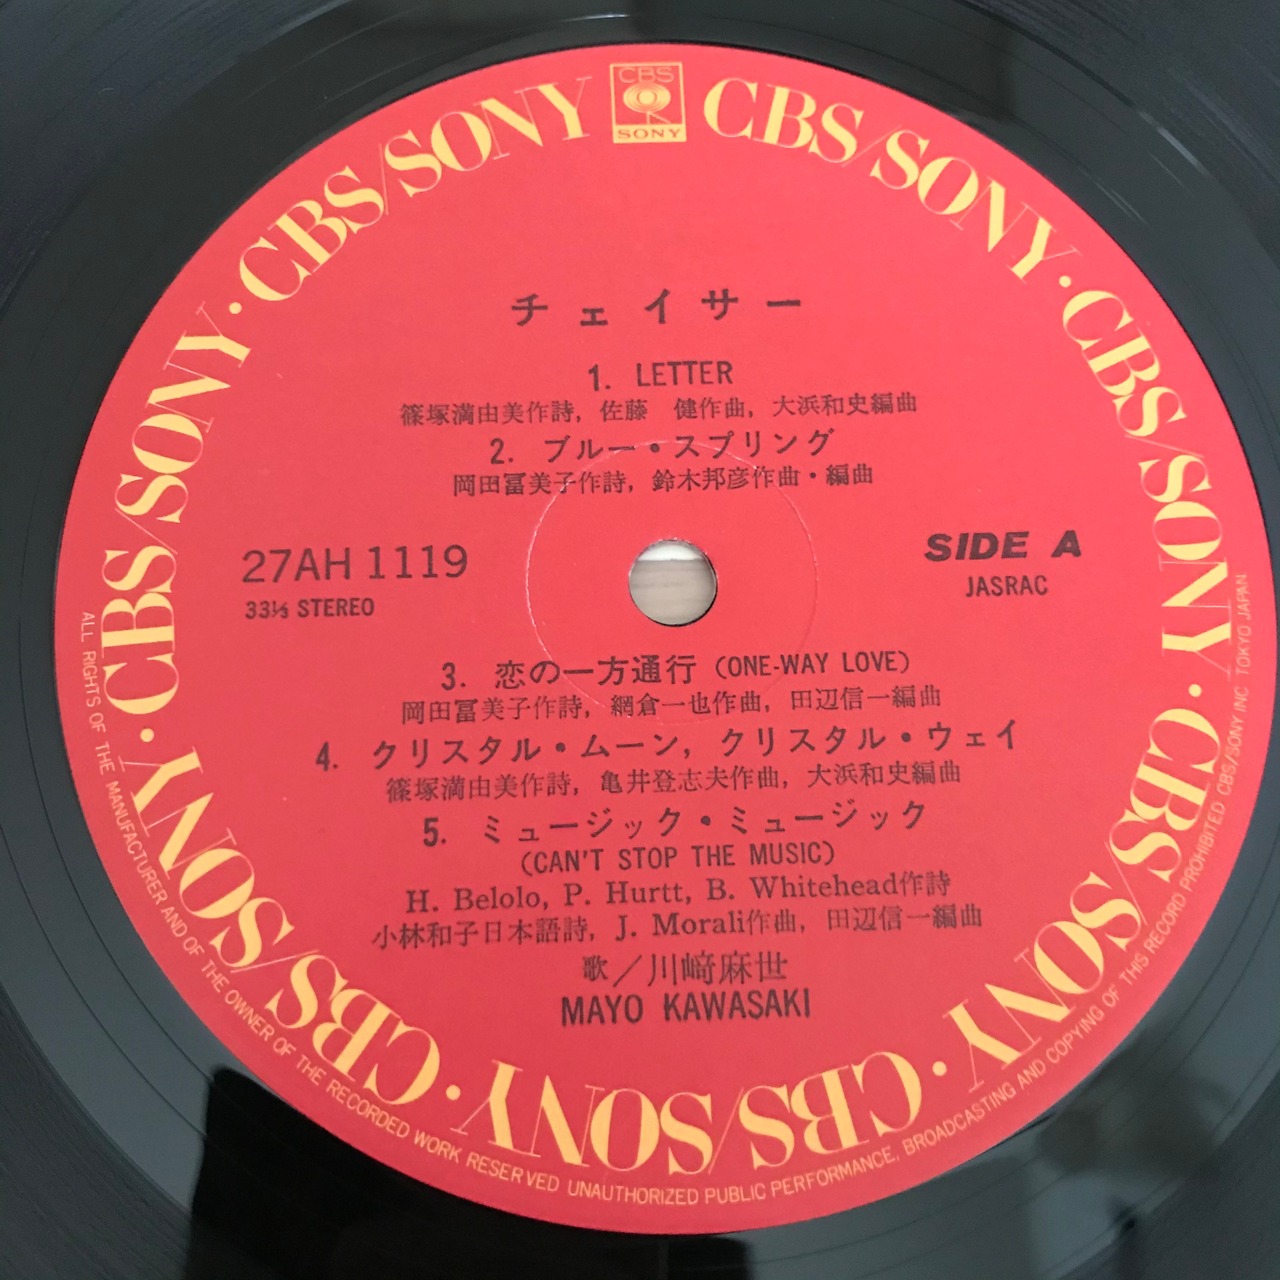 CBS
SONY
CBS/SONY · CBS/SONY · CBS/SONY · CBS/SONY · CBS/SONY · CBS/SONY · CBS/SONY · CBS/SONY
チェイサー
1. LETTER
篠塚満由美作詩, 佐藤　健作曲, 大浜和史編曲
2. ブルー・スプリング
岡田冨美子作詩, 鈴木邦彦作曲・編曲
27AH 1119
33⅓ STEREO
SIDE A
JASRAC
3. 恋の一方通行 (ONE-WAY LOVE)
岡田冨美子作詩, 網倉一也作曲, 田辺信一編曲
4. クリスタル・ムーン, クリスタル・ウェイ
篠塚満由美作詩, 亀井登志夫作曲, 大浜和史編曲
5. ミュージック・ミュージック
(CAN'T STOP THE MUSIC)
H. Belolo, P. Hurtt, B. Whitehead作詩
小林和子日本語詩, J. Morali作曲, 田辺信一編曲
歌／川﨑麻世
MAYO KAWASAKI
ALL RIGHTS OF THE MANUFACTURER AND OF THE OWNER OF THE RECORDED WORK RESERVED UNAUTHORIZED PUBLIC PERFORMANCE, BROADCASTING AND COPYING OF THIS RECORD PROHIBITED CBS/SONY INC TOKYO JAPAN